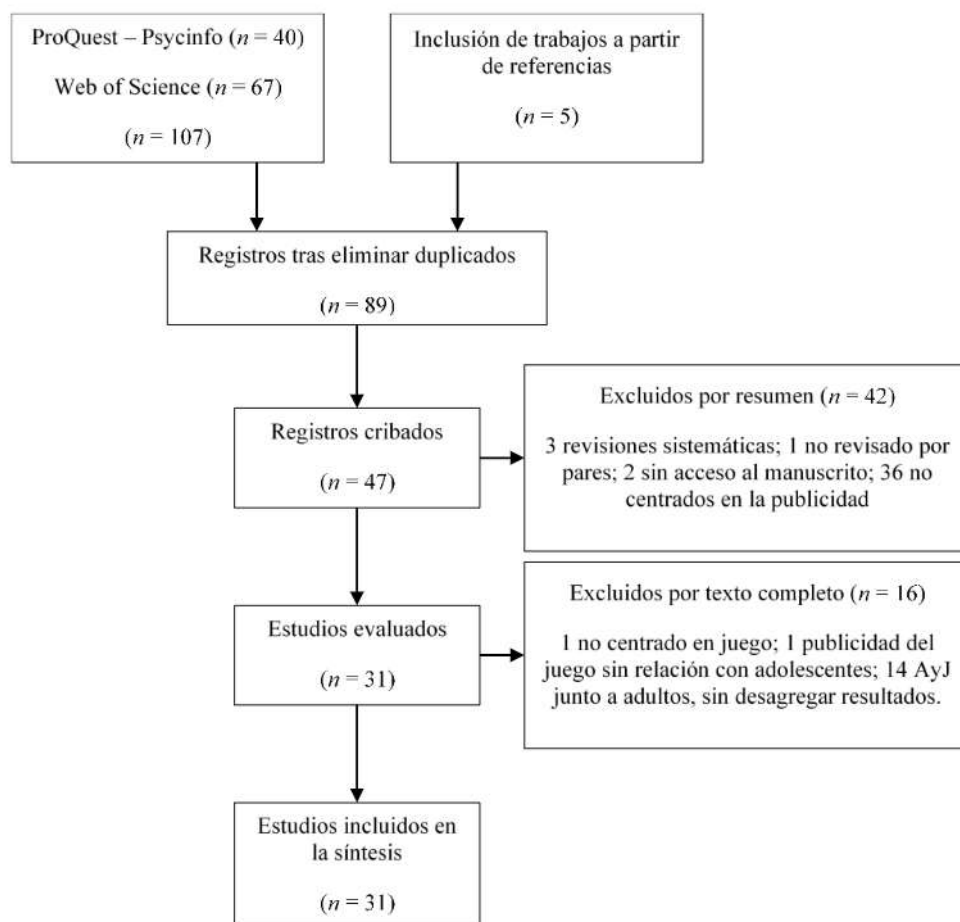 ProQuest – Psycinfo (n = 40)
Web of Science (n = 67)
(n = 107)
Inclusión de trabajos a partir
de referencias
(n = 5)
Registros tras eliminar duplicados
(n = 89)
Registros cribados
(n = 47)
Excluidos por resumen (n = 42)
3 revisiones sistemáticas; 1 no revisado por
pares; 2 sin acceso al manuscrito; 36 no
centrados en la publicidad
Estudios evaluados
(n = 31)
Excluidos por texto completo (n = 16)
1 no centrado en juego; 1 publicidad del
juego sin relación con adolescentes; 14 AyJ
junto a adultos, sin desagregar resultados.
Estudios incluidos en
la síntesis
(n = 31)